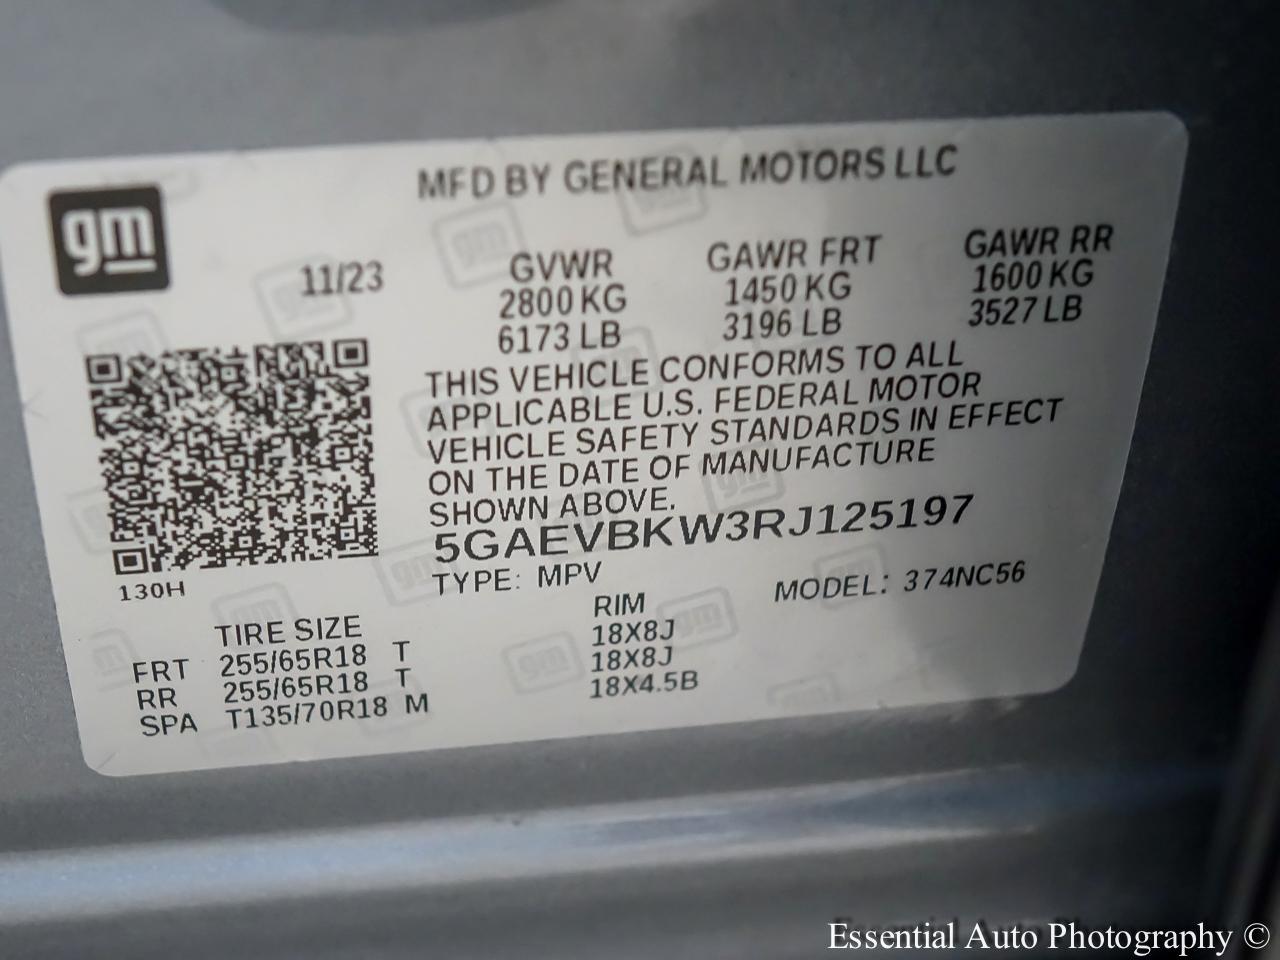 MFD BY GENERAL MOTORS LLC
gm
11/23
GVWR GAWR FRT GAWR RR
2800 KG 1450 KG 1600 KG
6173 LB 3196 LB 3527 LB
THIS VEHICLE CONFORMS TO ALL
APPLICABLE U.S. FEDERAL MOTOR
VEHICLE SAFETY STANDARDS IN EFFECT
ON THE DATE OF MANUFACTURE
SHOWN ABOVE.
5GAEVBKW3RJ125197
130H
TYPE: MPV MODEL: 374NC56
TIRE SIZE RIM
FRT 255/65R18 T 18X8J
RR 255/65R18 T 18X8J
SPA T135/70R18 M 18X4.5B
Essential Auto Photography ©